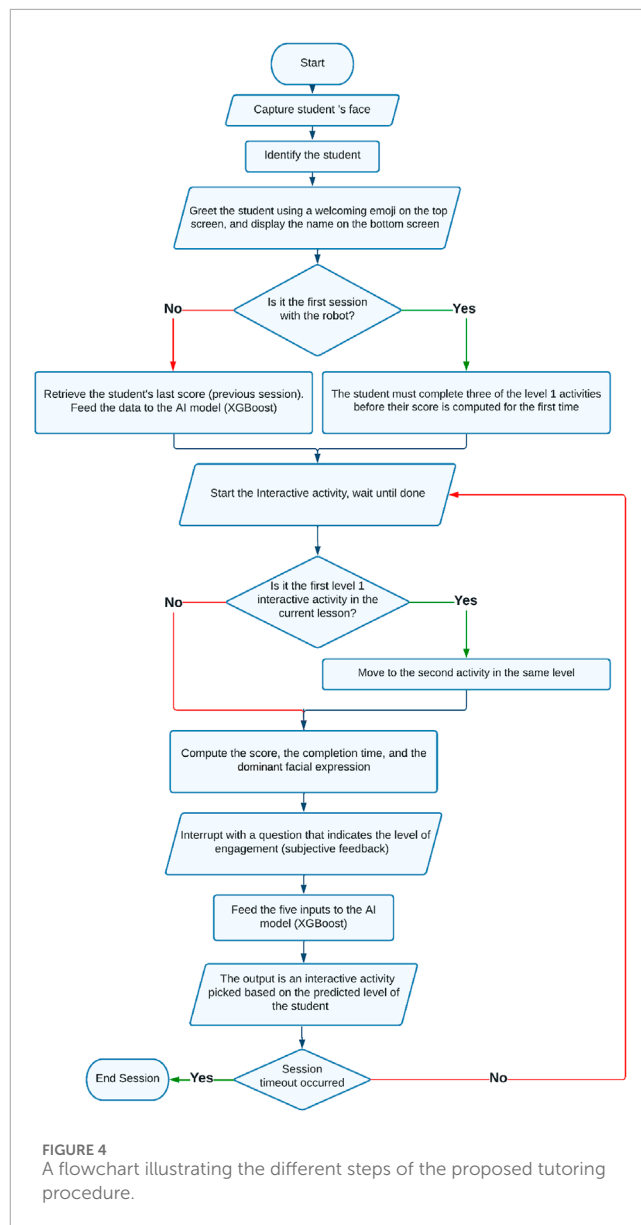 Start
Capture student 's face
Identify the student
Greet the student using a welcoming emoji on the top
screen, and display the name on the bottom screen
Is it the first session
with the robot?
No
Yes
Retrieve the student's last score (previous session).
Feed the data to the AI model (XGBoost)
The student must complete three of the level 1 activities
before their score is computed for the first time
Start the Interactive activity, wait until done
Is it the first level 1
interactive activity in the
current lesson?
No
Yes
Move to the second activity in the same level
Compute the score, the completion time, and the
dominant facial expression
Interrupt with a question that indicates the level of
engagement (subjective feedback)
Feed the five inputs to the AI
model (XGBoost)
The output is an interactive activity
picked based on the predicted level of
the student
Session
timeout occurred
Yes
No
End Session
FIGURE 4
A flowchart illustrating the different steps of the proposed tutoring
procedure.